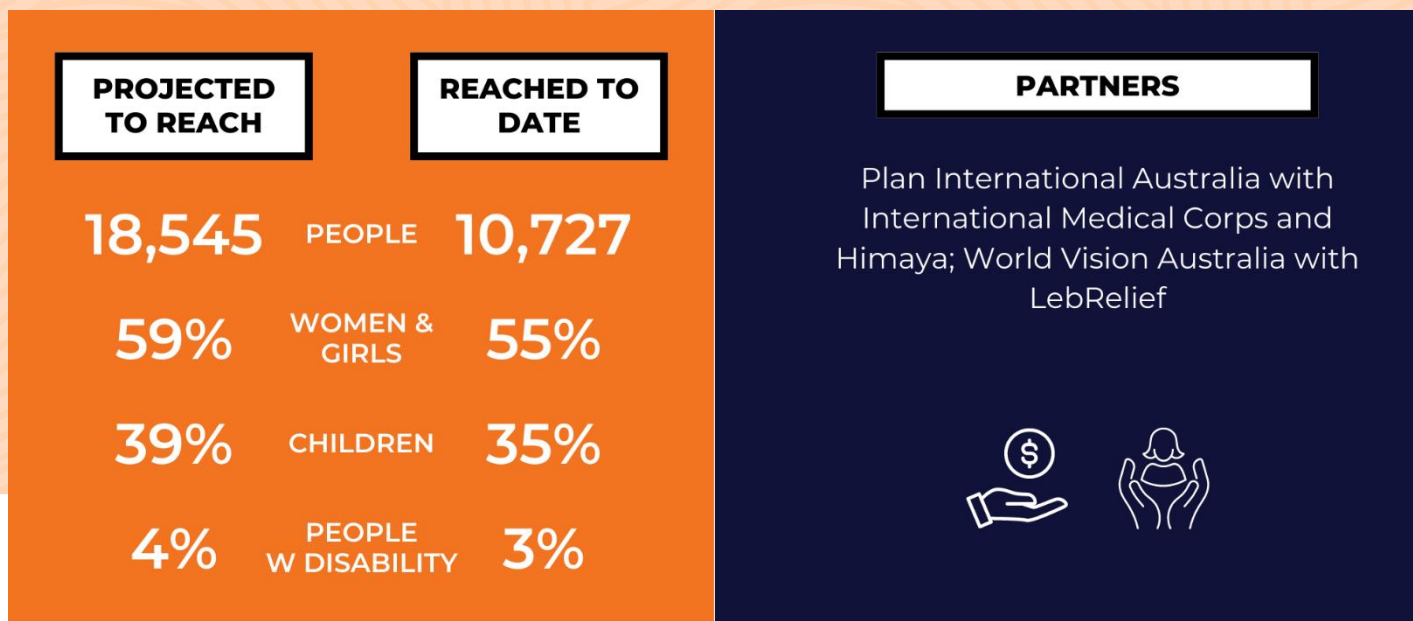 PROJECTED
TO REACH
REACHED TO
DATE
18,545 PEOPLE 10,727
59% WOMEN &
GIRLS 55%
39% CHILDREN 35%
4% PEOPLE
W DISABILITY 3%
PARTNERS
Plan International Australia with
International Medical Corps and
Himaya; World Vision Australia with
LebRelief
$